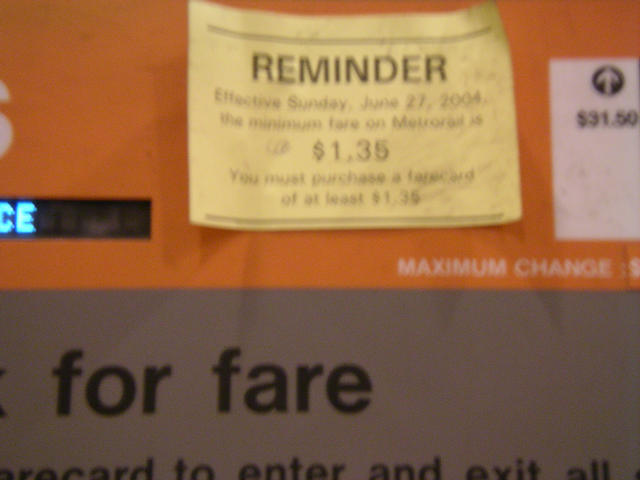 REMINDER
Effective Sunday, June 27, 2004,
the minimum fare on Metrorail is
$1.35
You must purchase a farecard
of at least $1.35
$31.50
CE
MAXIMUM CHANGE : $
for fare
to enter and exit all